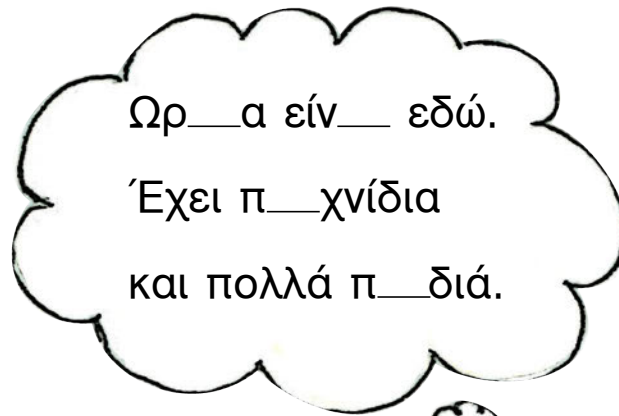 Ωρ__α είν__ εδώ.
Έχει π__χνίδια
και πολλά π__διά.